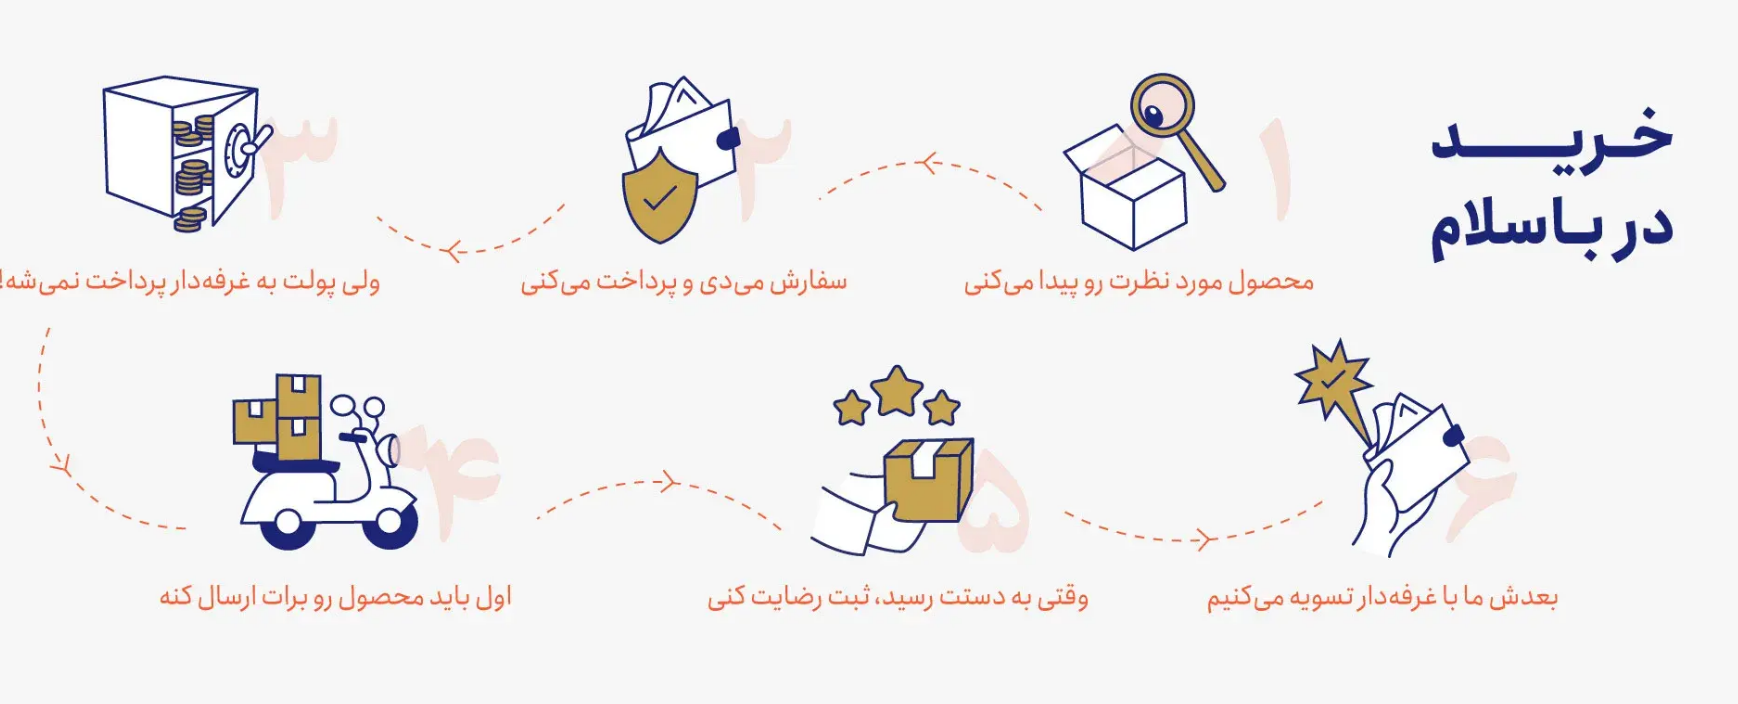 خرید
در باسلام
۱
محصول مورد نظرت رو پیدا می‌کنی
۲
سفارش می‌دی و پرداخت می‌کنی
۳
ولی پولت به غرفه‌دار پرداخت نمی‌شه!
۴
اول باید محصول رو برات ارسال کنه
۵
وقتی به دستت رسید، ثبت رضایت کنی
۶
بعدش ما با غرفه‌دار تسویه می‌کنیم